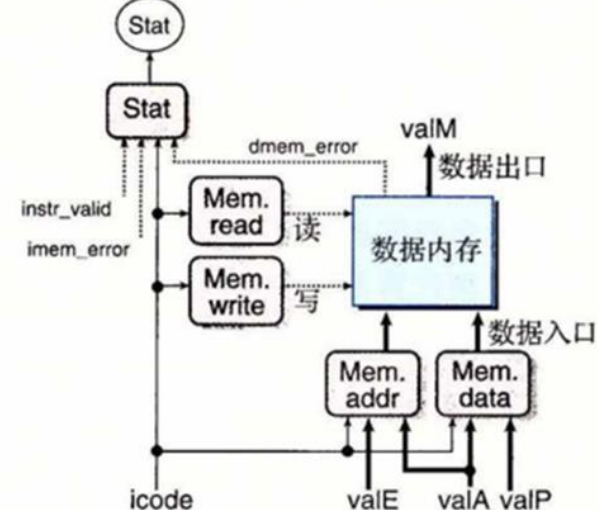 Stat
Stat
valM
dmem_error
数据出口
instr_valid
imem_error
Mem.
read
读
数据内存
Mem.
write
写
数据入口
Mem.
addr
Mem.
data
icode
valE
valA
valP